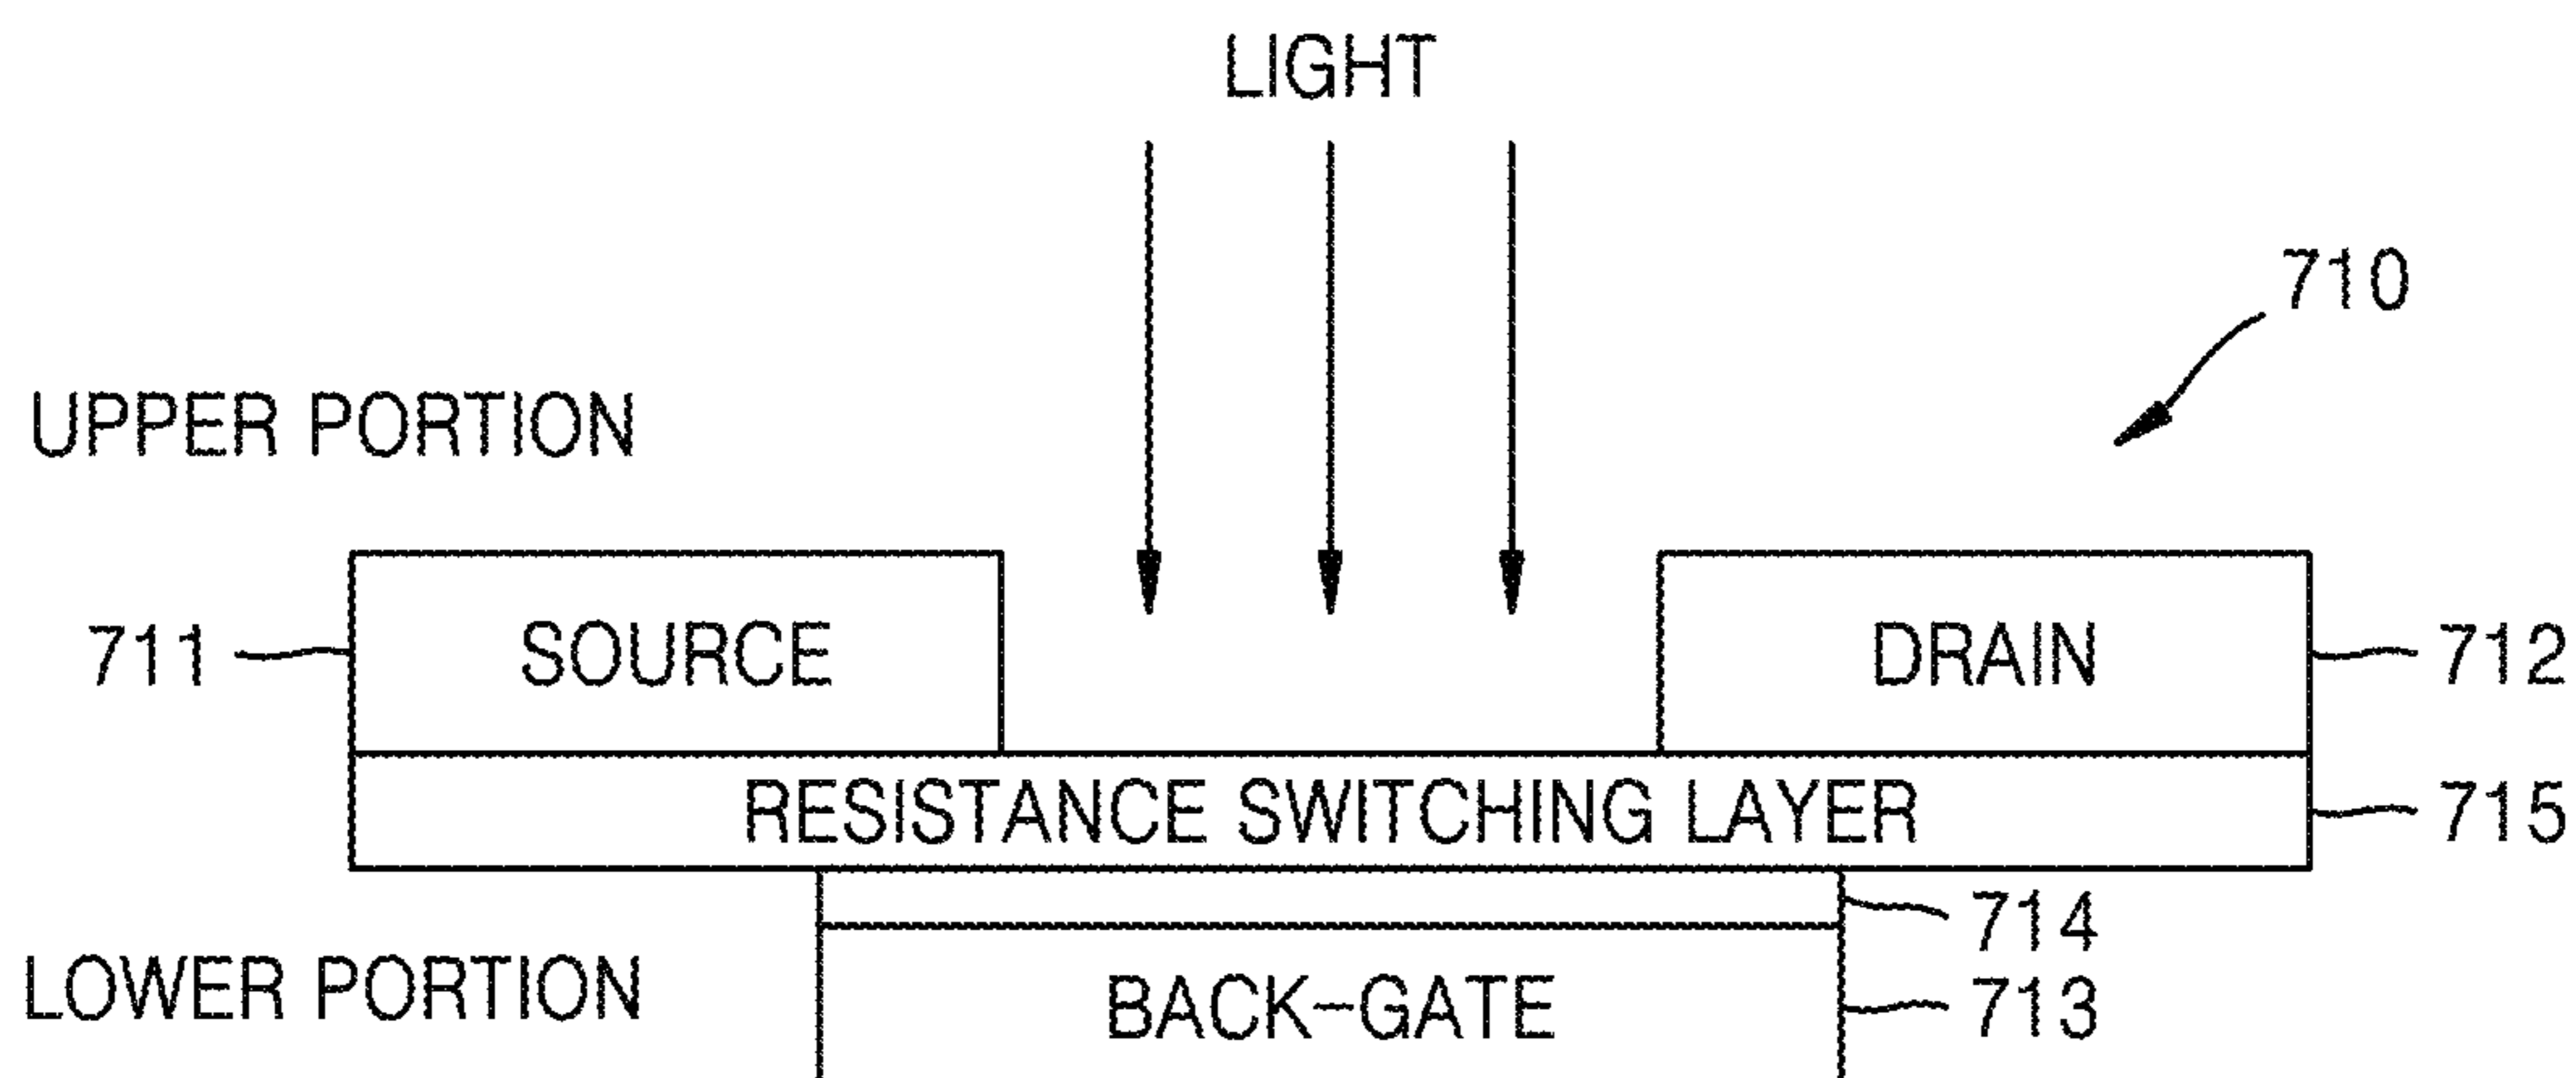 LIGHT
710
UPPER PORTION
711 SOURCE DRAIN 712
RESISTANCE SWITCHING LAYER 715
714
LOWER PORTION BACK-GATE 713